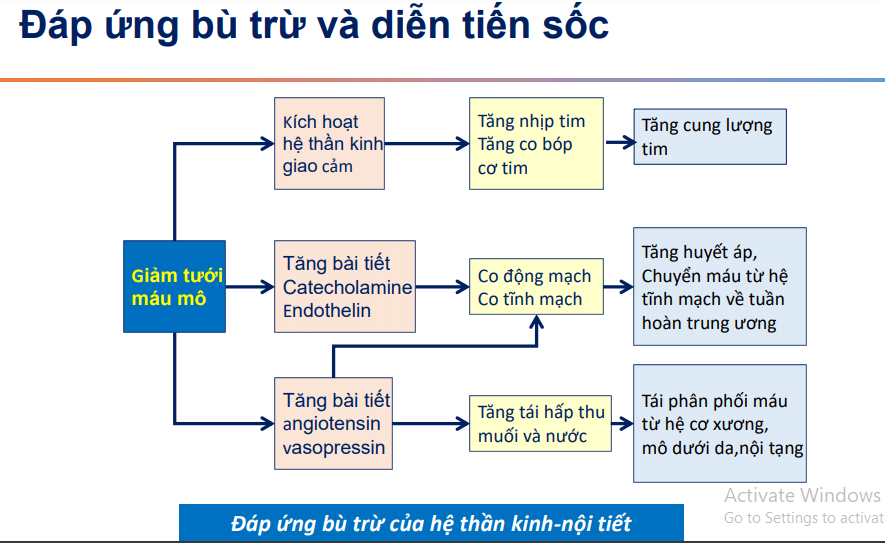 Đáp ứng bù trừ và diễn tiến sốc
Kích hoạt
hệ thần kinh
giao cảm
Tăng nhịp tim
Tăng co bóp
cơ tim
Tăng cung lượng
tim
Giảm tưới
máu mô
Tăng bài tiết
Catecholamine
Endothelin
Co động mạch
Co tĩnh mạch
Tăng huyết áp,
Chuyển máu từ hệ
tĩnh mạch về tuần
hoàn trung ương
Tăng bài tiết
angiotensin
vasopressin
Tăng tái hấp thu
muối và nước
Tái phân phối máu
từ hệ cơ xương,
mô dưới da,nội tạng
Activate Windows
Go to Settings to activat
Đáp ứng bù trừ của hệ thần kinh-nội tiết